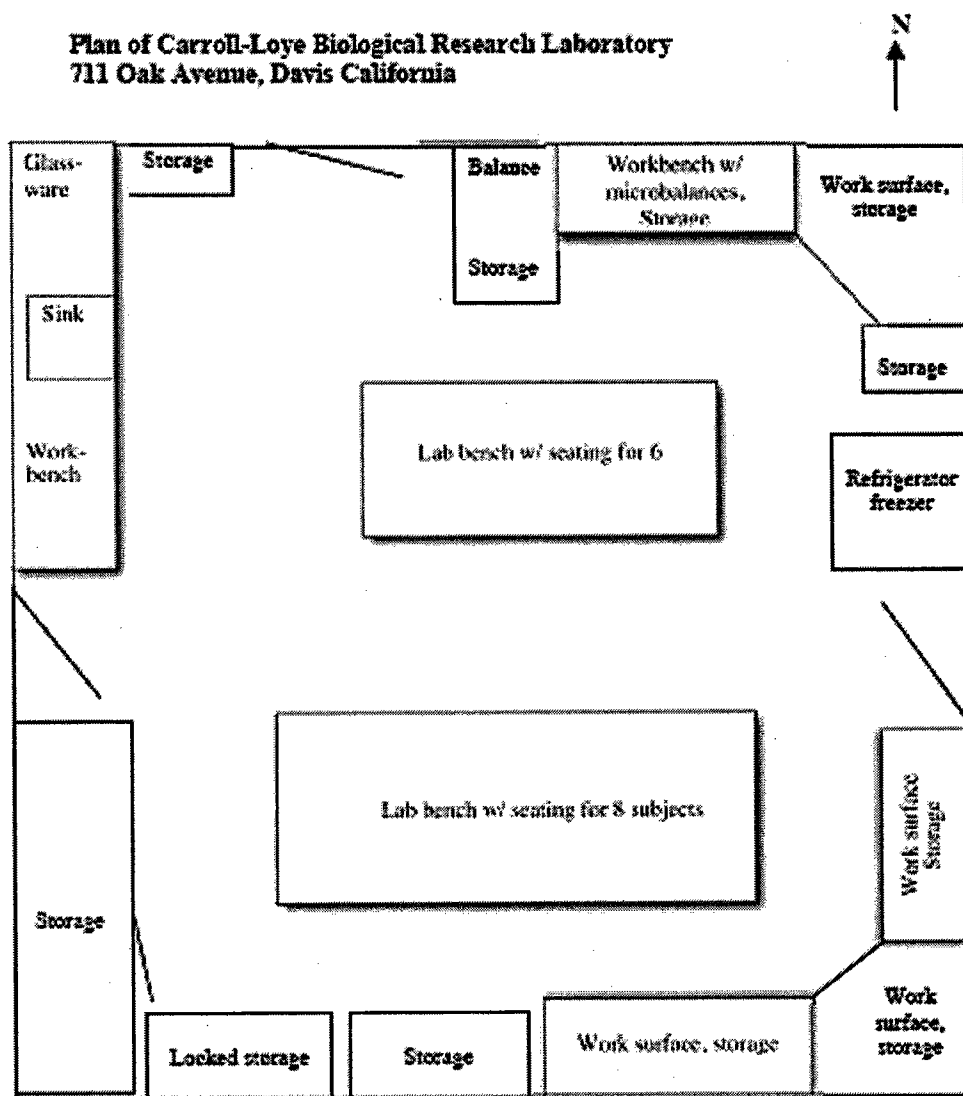 N
Plan of Carroll-Loye Biological Research Laboratory
711 Oak Avenue, Davis California
Glass-
ware
Storage
Balance
Storage
Workbench w/
microbalances,
Storage
Work surface,
storage
Sink
Storage
Work-
bench
Lab bench w/ seating for 6
Refrigerator
freezer
Lab bench w/ seating for 8 subjects
Work surface
Storage
Storage
Locked storage
Storage
Work surface, storage
Work
surface,
storage